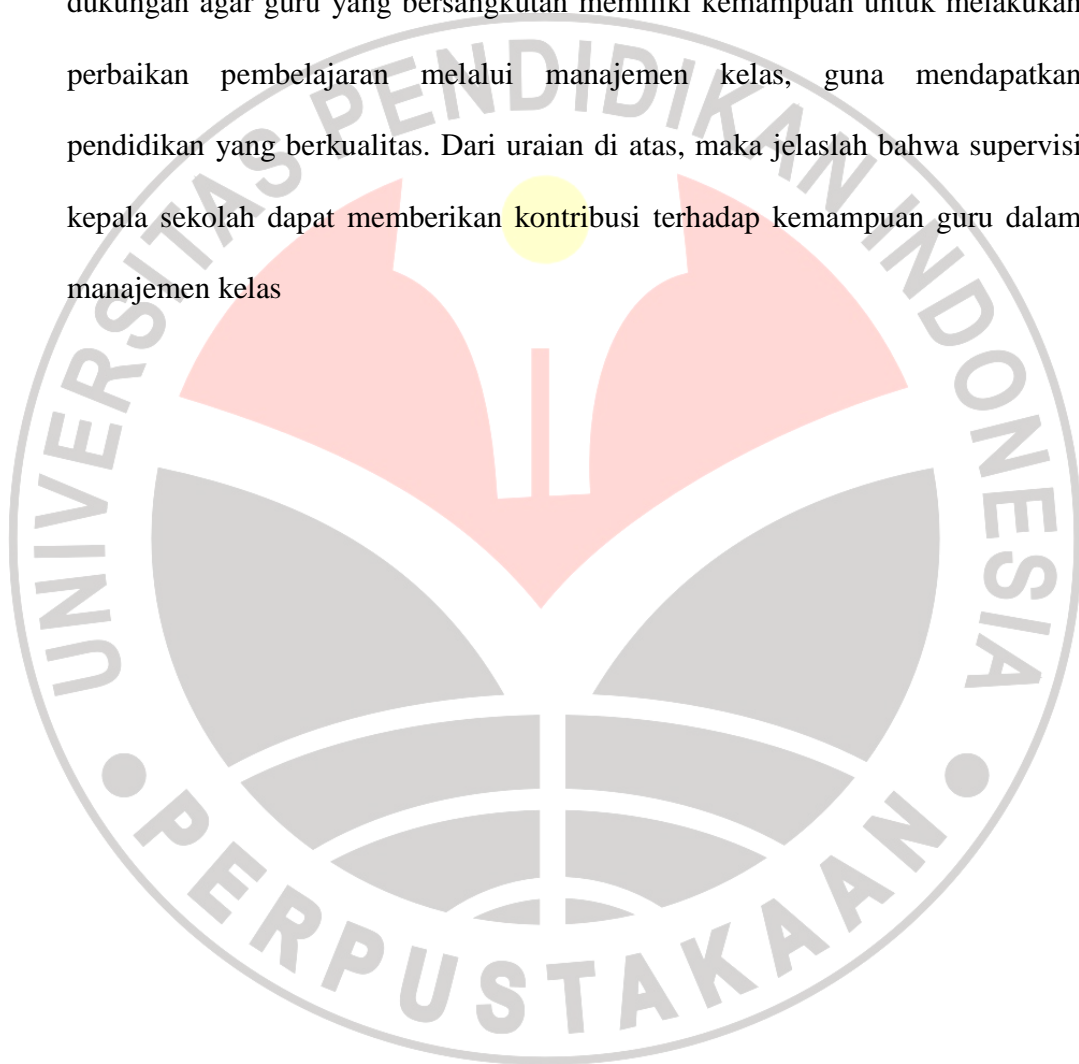 dukungan agar guru yang bersangkutan memiliki kemampuan untuk melakukan
perbaikan pembelajaran melalui manajemen kelas, guna mendapatkan
pendidikan yang berkualitas. Dari uraian di atas, maka jelaslah bahwa supervisi
kepala sekolah dapat memberikan kontribusi terhadap kemampuan guru dalam
manajemen kelas
UNIVERSITAS PENDIDIKAN INDONESIA
PERPUSTAKAAN